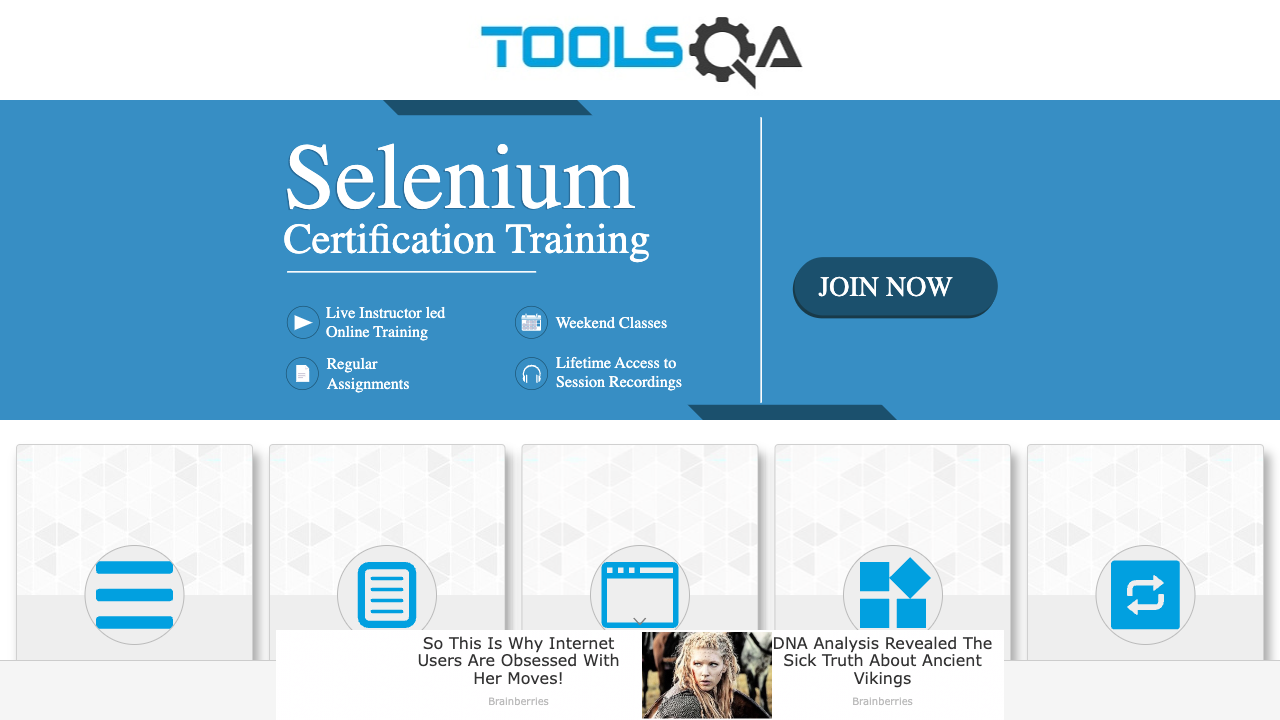 TOOLSQA
Selenium
Certification Training
JOIN NOW
Live Instructor led
Online Training
Weekend Classes
Regular
Assignments
Lifetime Access to
Session Recordings
So This Is Why Internet
Users Are Obsessed With
Her Moves!
Brainberries
DNA Analysis Revealed The
Sick Truth About Ancient
Vikings
Brainberries